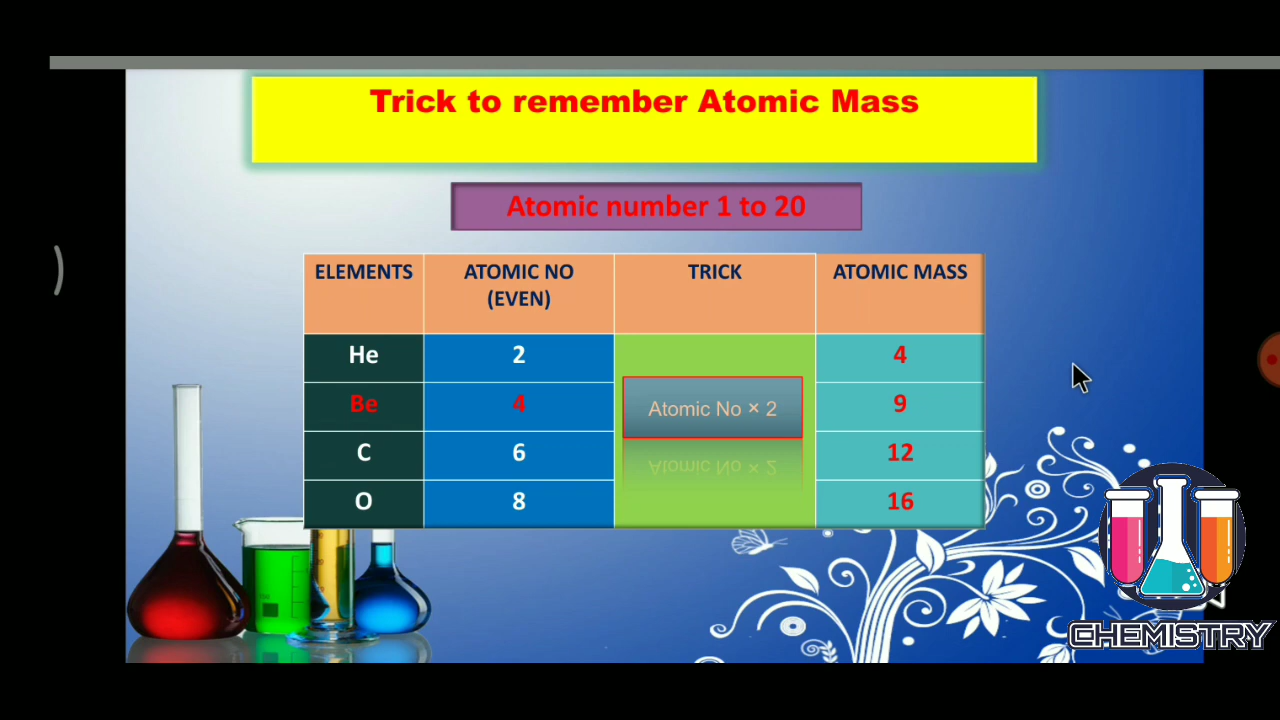 Trick to remember Atomic Mass
Atomic number 1 to 20
ELEMENTS ATOMIC NO (EVEN) TRICK ATOMIC MASS
He 2 4
Be 4 Atomic No × 2 9
C 6 12
O 8 16
CHEMISTRY